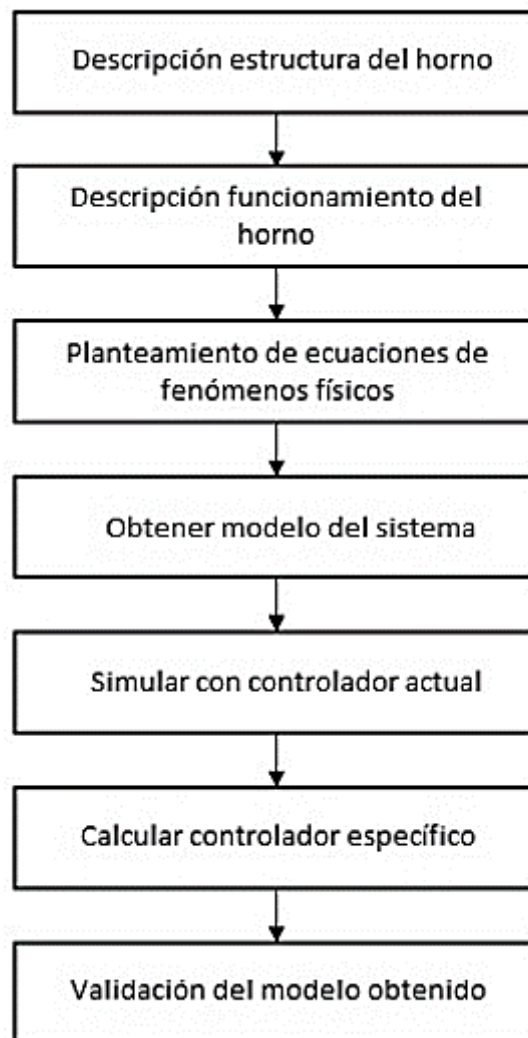 Descripción estructura del horno
Descripción funcionamiento del
horno
Planteamiento de ecuaciones de
fenómenos físicos
Obtener modelo del sistema
Simular con controlador actual
Calcular controlador específico
Validación del modelo obtenido